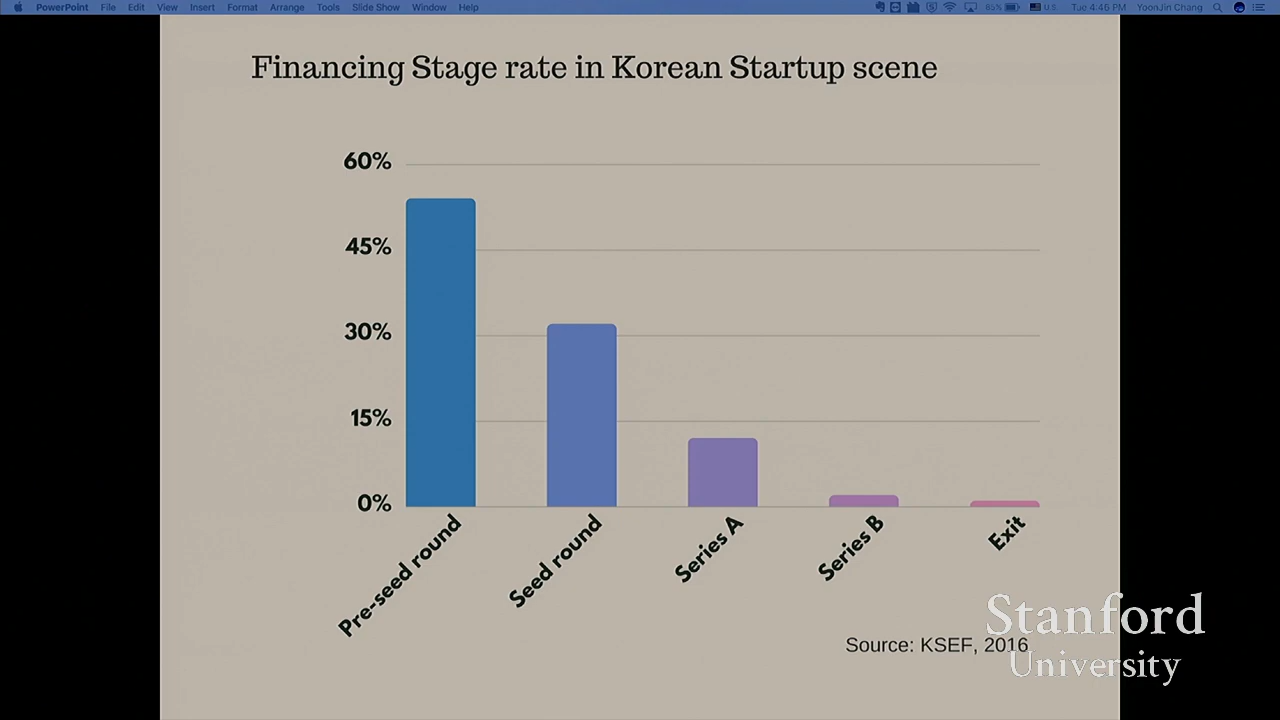 PowerPoint File Edit View Insert Format Arrange Tools Slide Show Window Help 85% U.S. Tue 4:46 PM YoonJin Chang
Financing Stage rate in Korean Startup scene
60%
45%
30%
15%
0%
Pre-seed round
Seed round
Series A
Series B
Exit
Source: KSEF, 2016
Stanford
University